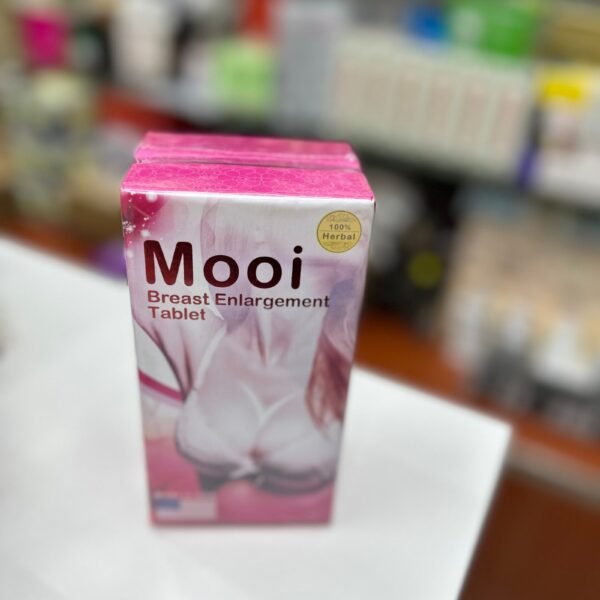 100%
Herbal
Mooi
Breast Enlargement
Tablet